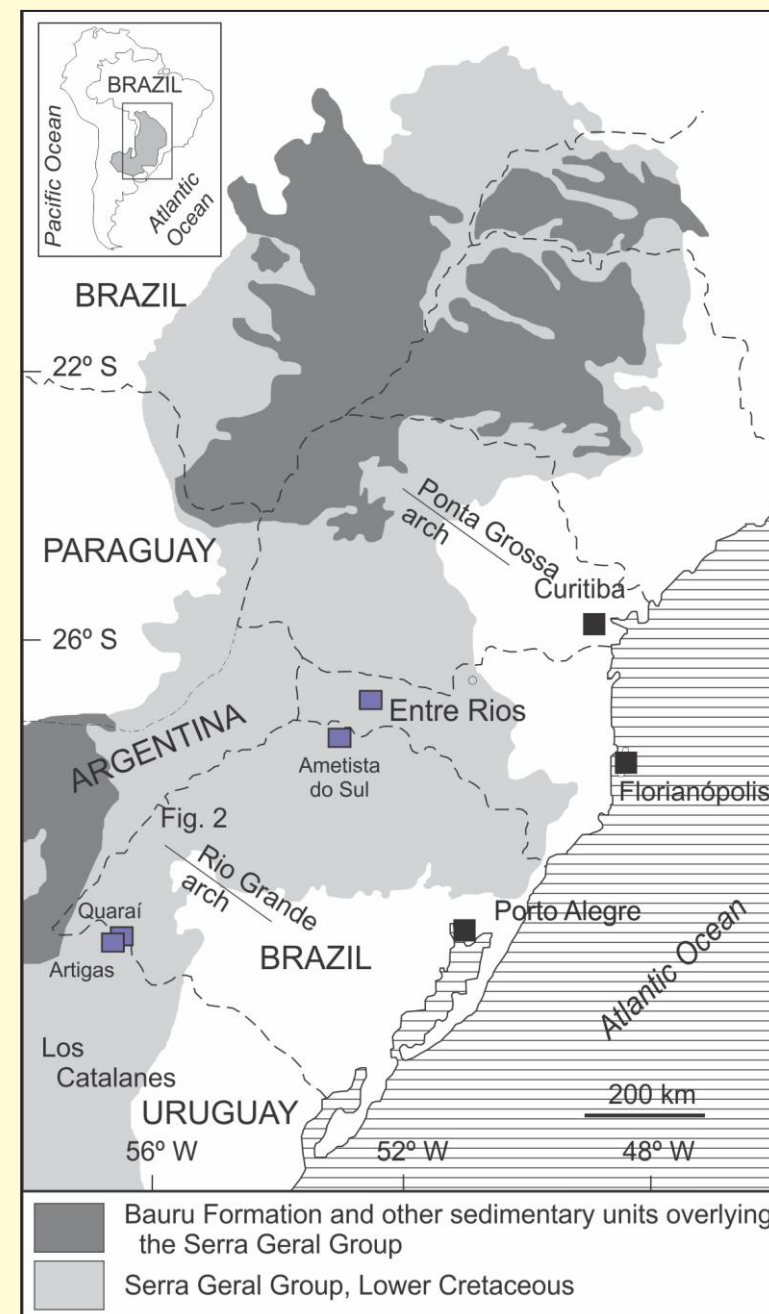 BRAZIL
Pacific Ocean
Atlantic
Ocean
BRAZIL
22º S
Ponta Grossa
arch
PARAGUAY
Curitiba
26º S
Entre Rios
ARGENTINA
Ametista
do Sul
Florianópolis
Fig. 2
Rio Grande
arch
Quaraí
Porto Alegre
BRAZIL
Artigas
Atlantic Ocean
Los
Catalanes
200 km
URUGUAY
56º W
52º W
48º W
Bauru Formation and other sedimentary units overlying
the Serra Geral Group
Serra Geral Group, Lower Cretaceous